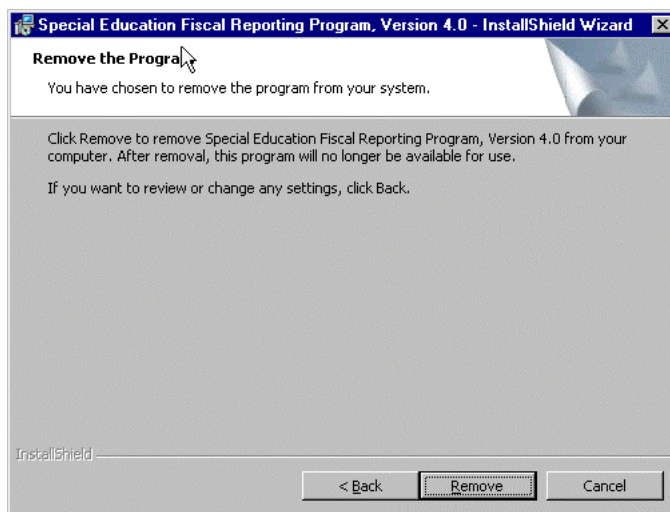 Special Education Fiscal Reporting Program, Version 4.0 - InstallShield Wizard
Remove the Progra
You have chosen to remove the program from your system.
Click Remove to remove Special Education Fiscal Reporting Program, Version 4.0 from your
computer. After removal, this program will no longer be available for use.
If you want to review or change any settings, click Back.
InstallShield
< Back
Remove
Cancel